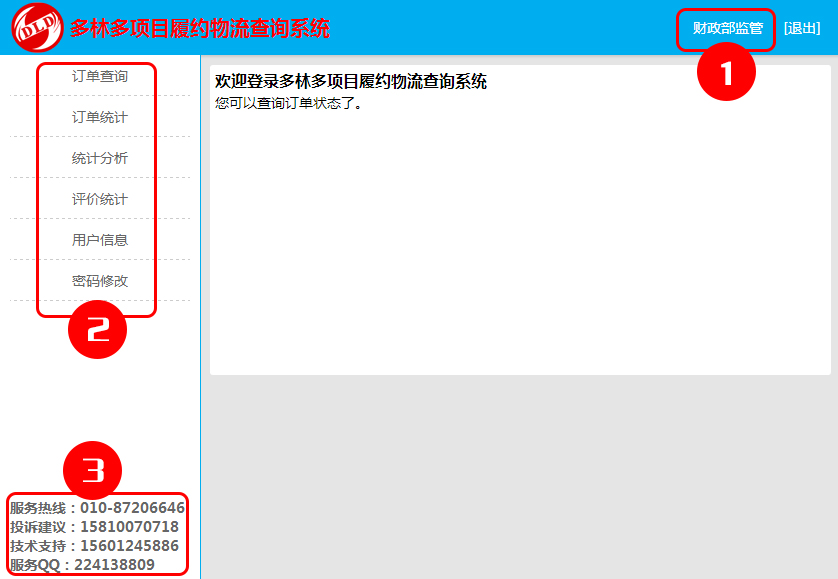 DLD 多林多项目履约物流查询系统
财政部监管 [退出]
1
订单查询
订单统计
统计分析
评价统计
用户信息
密码修改
2
欢迎登录多林多项目履约物流查询系统
您可以查询订单状态了。
3
服务热线：010-87206646
投诉建议：15810070718
技术支持：15601245886
服务QQ：224138809